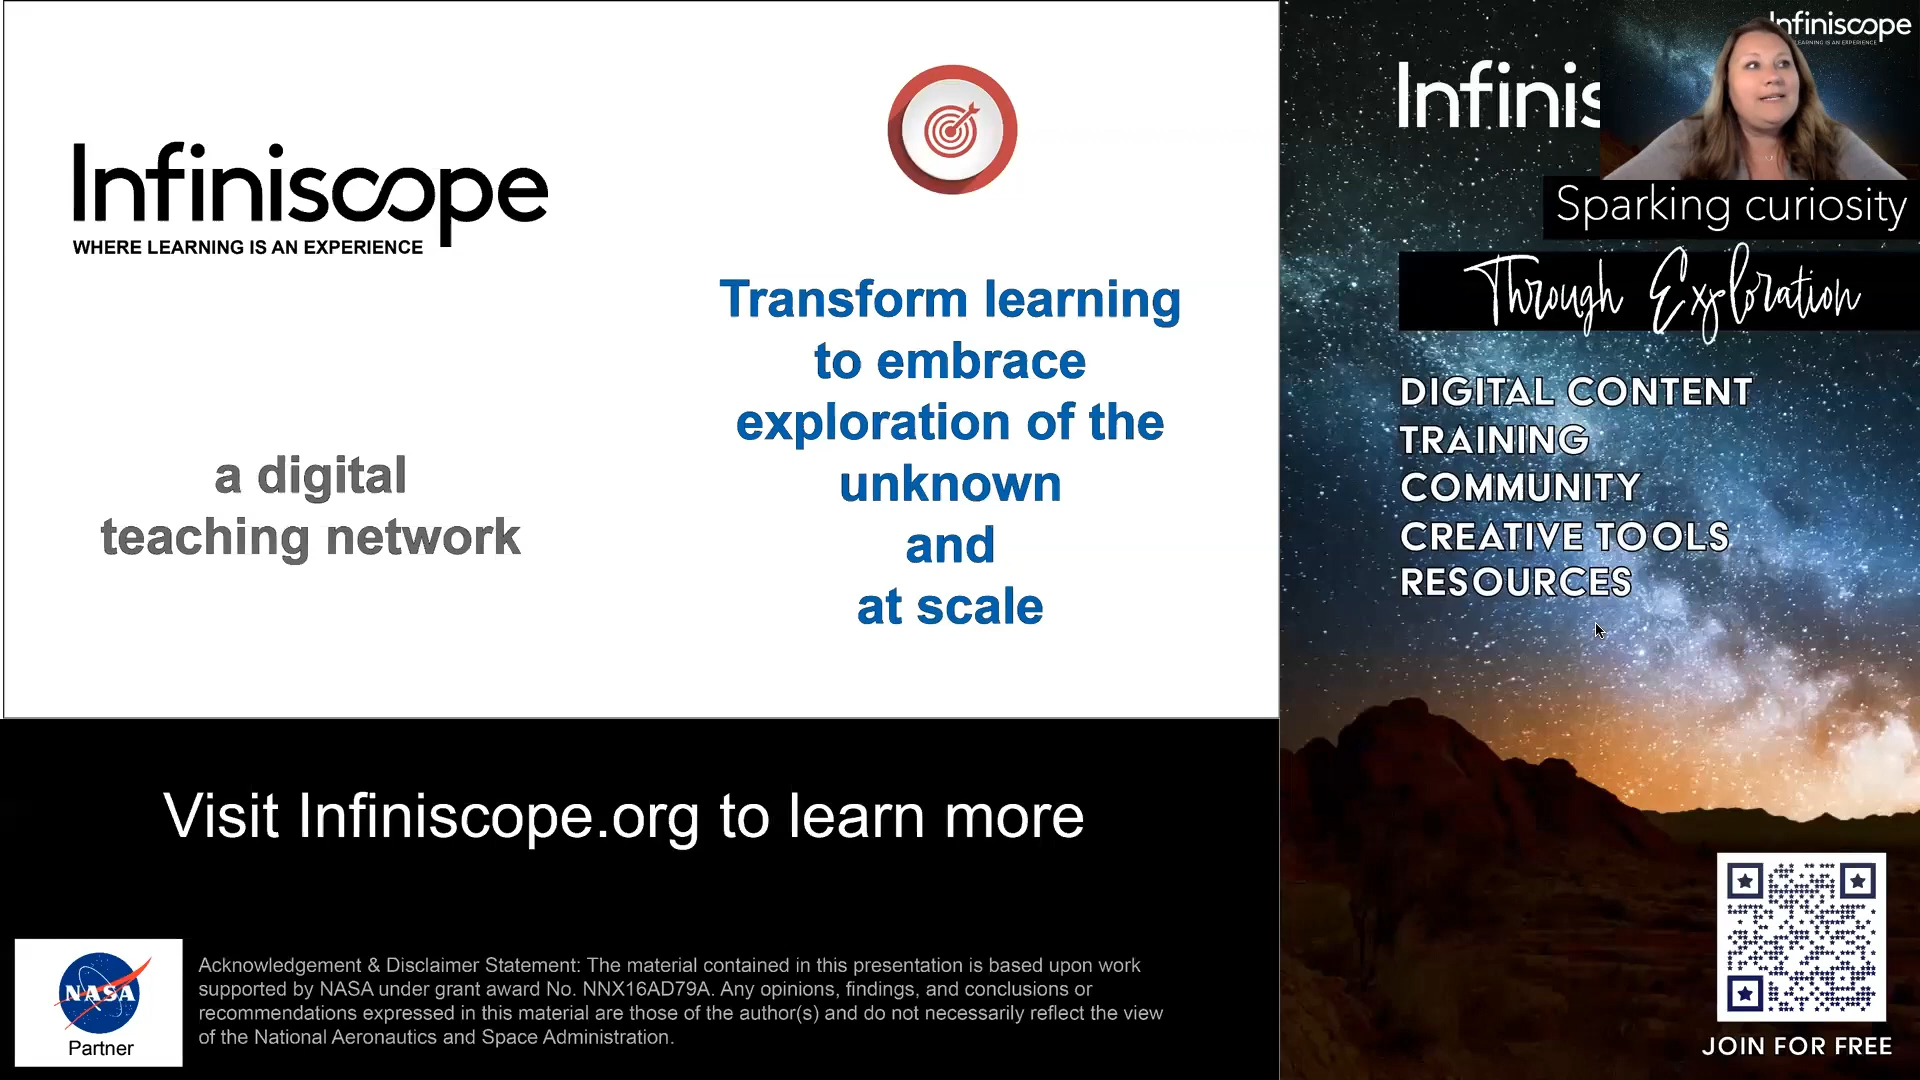 Infiniscope
WHERE LEARNING IS AN EXPERIENCE
a digital
teaching network
Transform learning
to embrace
exploration of the
unknown
and
at scale
Visit Infiniscope.org to learn more
NASA
Partner
Acknowledgement & Disclaimer Statement: The material contained in this presentation is based upon work
supported by NASA under grant award No. NNX16AD79A. Any opinions, findings, and conclusions or
recommendations expressed in this material are those of the author(s) and do not necessarily reflect the view
of the National Aeronautics and Space Administration.
Infiniscope
LEARNING IS AN EXPERIENCE
Infinis
Sparking curiosity
Through Exploration
DIGITAL CONTENT
TRAINING
COMMUNITY
CREATIVE TOOLS
RESOURCES
JOIN FOR FREE